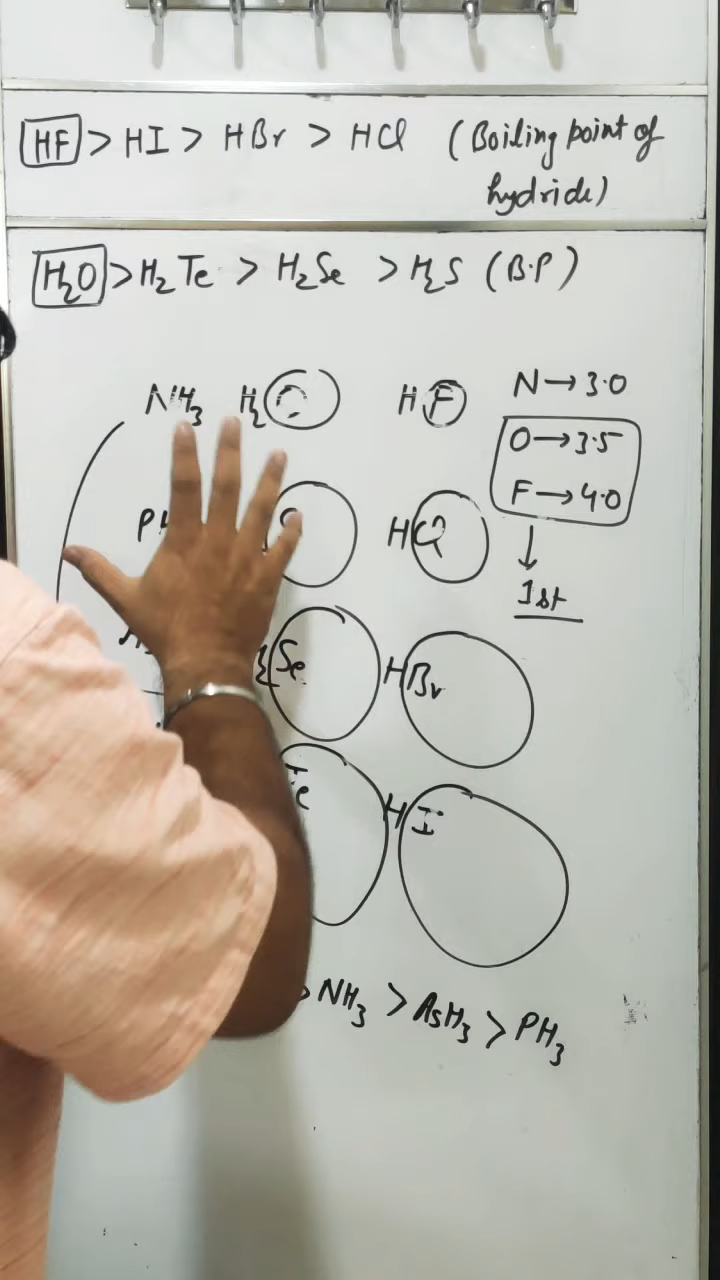 HF > HI > HBr > HCl (Boiling point of
hydride)
H₂O > H₂Te > H₂Se > H₂S (B.P)
NH₃ H₂O HF N→3.0
O→3.5
F→4.0
HCl
1st
Se HBr
Te HI
> NH₃ > AsH₃ > PH₃